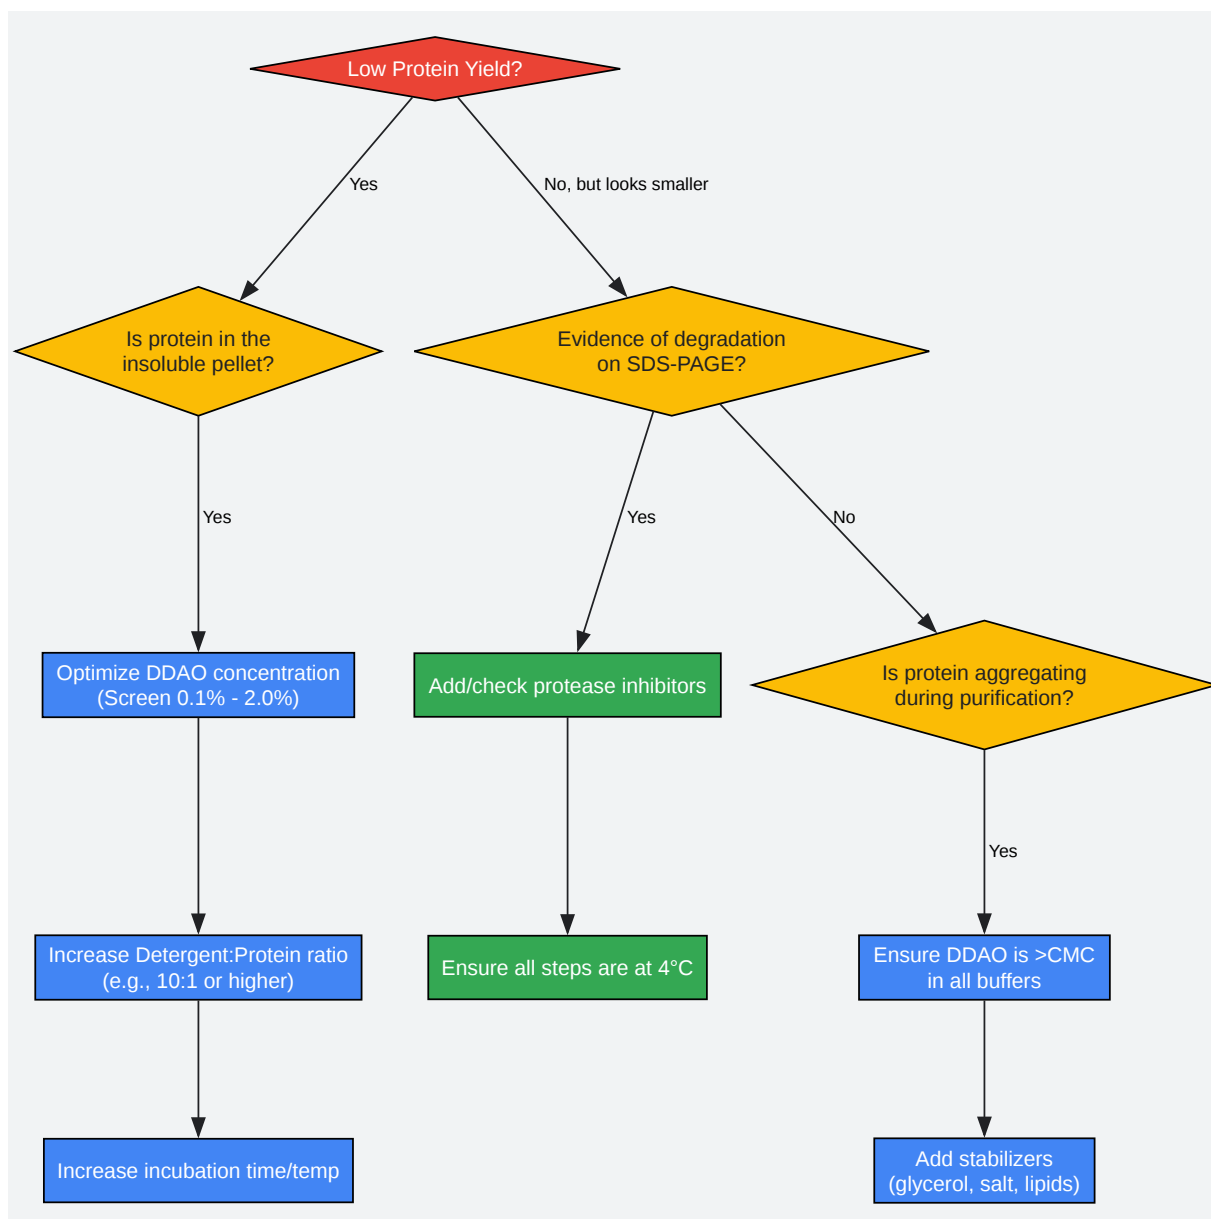 Low Protein Yield?
Yes
No, but looks smaller
Is protein in the
insoluble pellet?
Evidence of degradation
on SDS-PAGE?
Yes
Yes
No
Optimize DDAO concentration
(Screen 0.1% - 2.0%)
Add/check protease inhibitors
Is protein aggregating
during purification?
Yes
Increase Detergent:Protein ratio
(e.g., 10:1 or higher)
Ensure all steps are at 4°C
Ensure DDAO is >CMC
in all buffers
Increase incubation time/temp
Add stabilizers
(glycerol, salt, lipids)